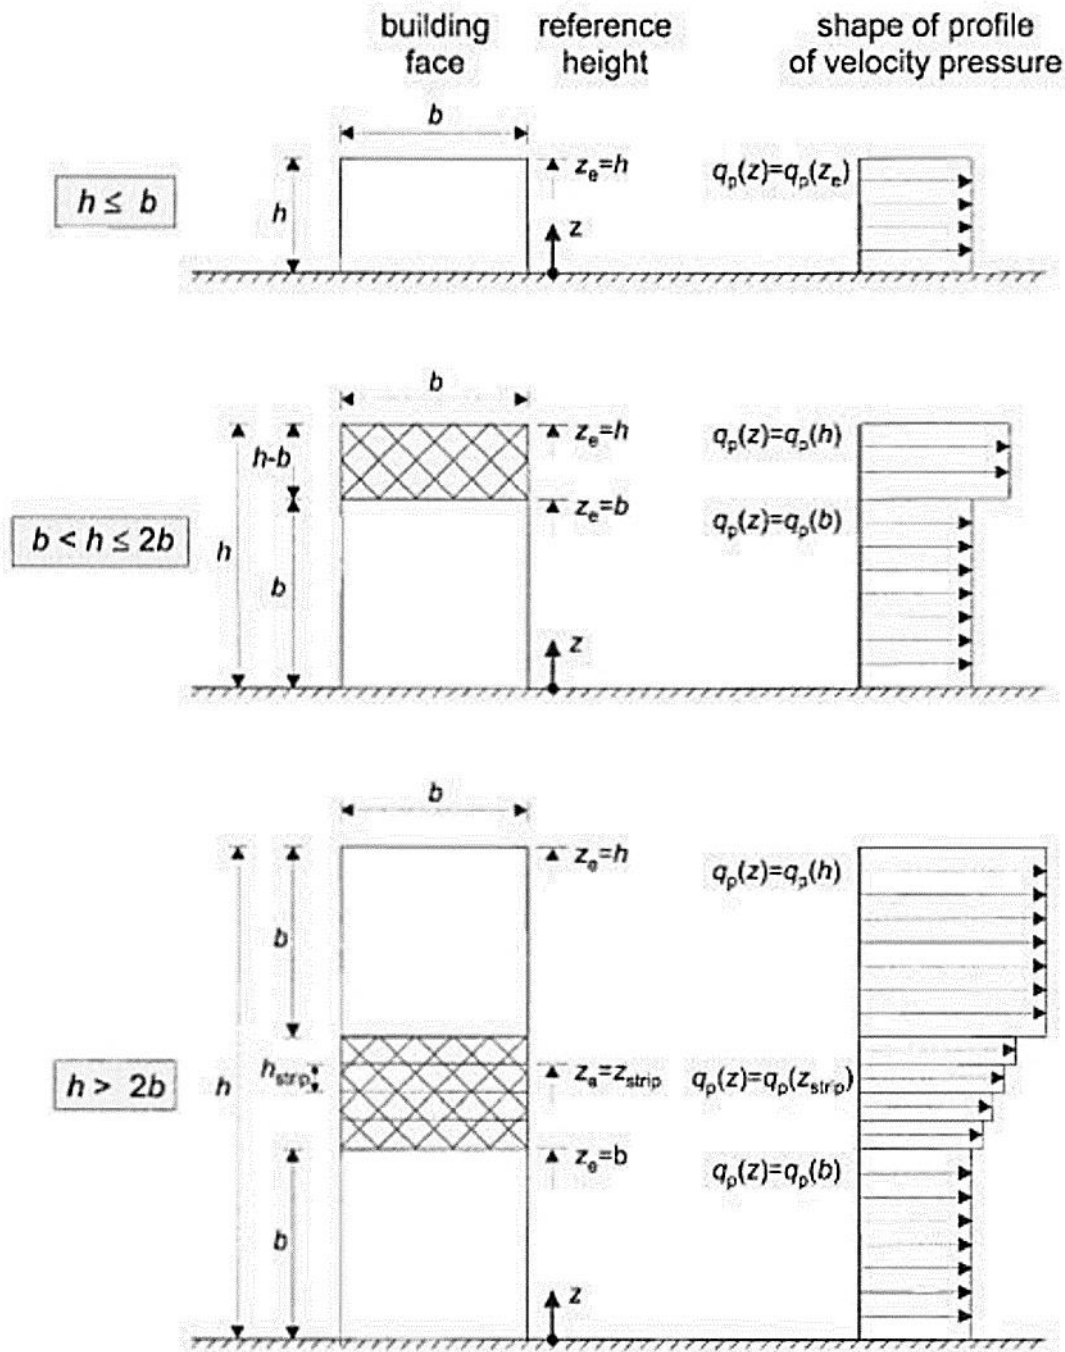 building face
reference height
shape of profile of velocity pressure
b
h ≤ b
h
z_e=h
z
q_p(z)=q_p(z_e)
b
h-b
z_e=h
q_p(z)=q_p(h)
b < h ≤ 2b
h
b
z_e=b
q_p(z)=q_p(b)
z
b
z_e=h
q_p(z)=q_p(h)
b
h > 2b
h
h_strip
z_e=z_strip
q_p(z)=q_p(z_strip)
z_e=b
q_p(z)=q_p(b)
b
z